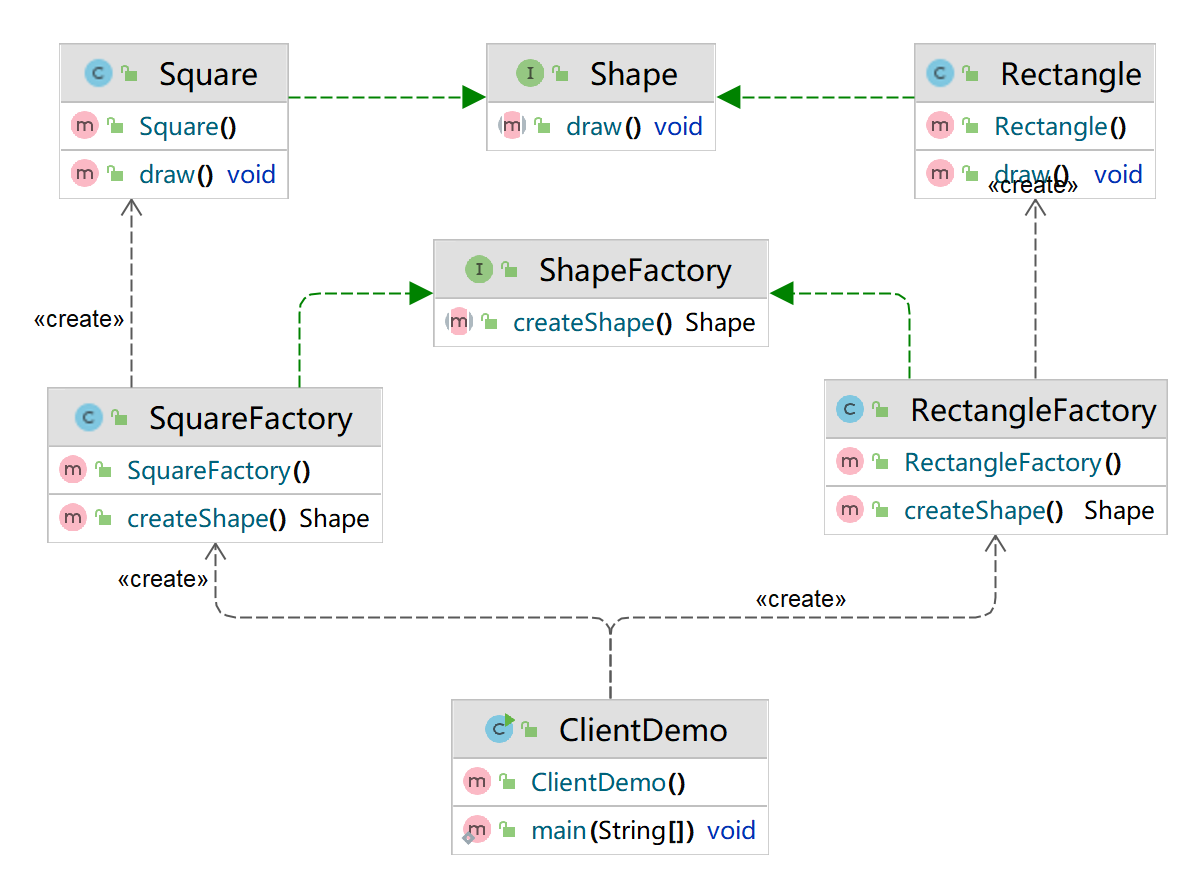 Square
Square()
draw() void
Shape
draw() void
Rectangle
Rectangle()
draw() void
«create»
ShapeFactory
createShape() Shape
«create»
SquareFactory
SquareFactory()
createShape() Shape
RectangleFactory
RectangleFactory()
createShape() Shape
«create»
«create»
ClientDemo
ClientDemo()
main(String[]) void